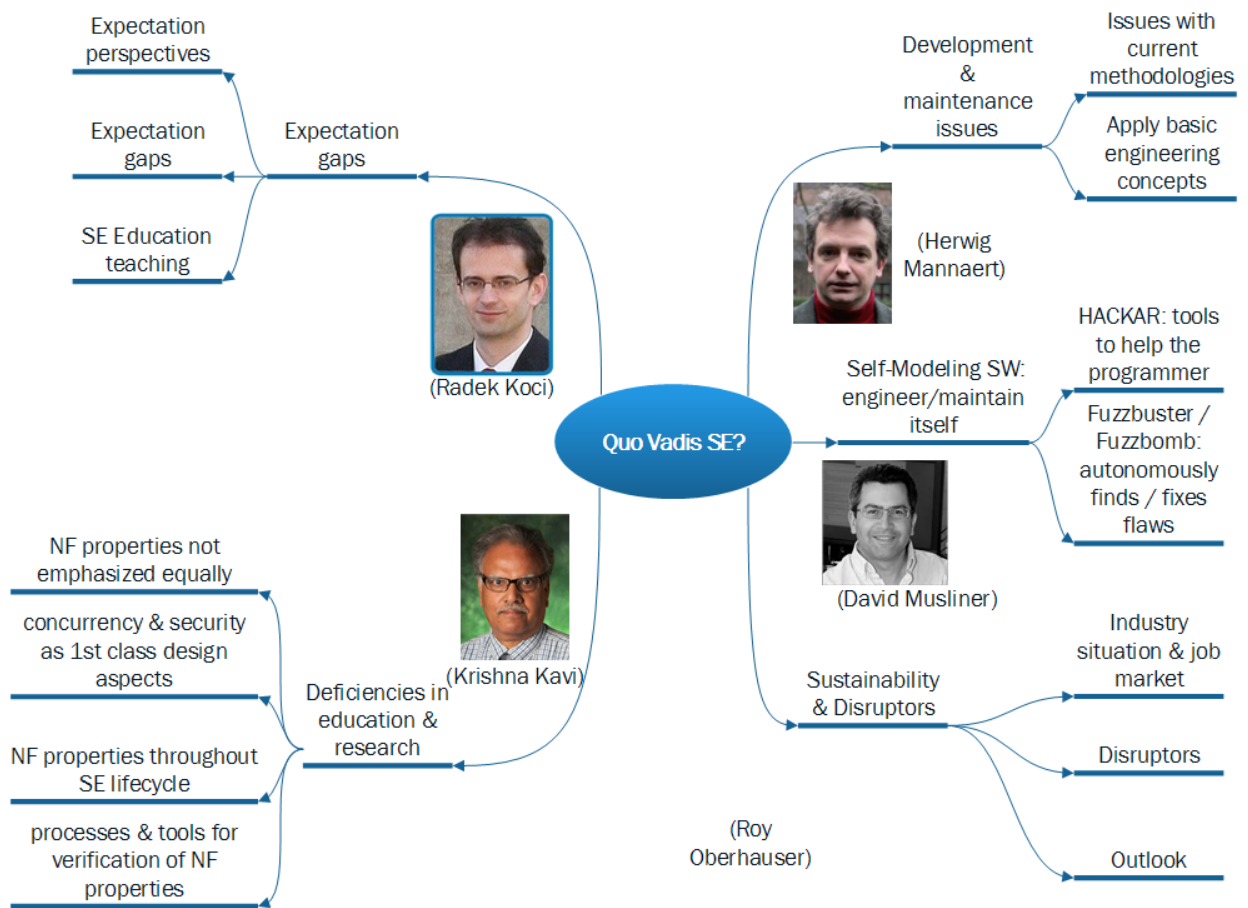 Expectation
perspectives
Expectation
gaps
SE Education
teaching
Expectation
gaps
(Radek Koci)
Development
&
maintenance
issues
Issues with
current
methodologies
Apply basic
engineering
concepts
(Herwig
Mannaert)
Quo Vadis SE?
Self-Modeling SW:
engineer/maintain
itself
HACKAR: tools
to help the
programmer
Fuzzbuster /
Fuzzbomb:
autonomously
finds / fixes
flaws
(David Musliner)
NF properties not
emphasized equally
concurrency & security
as 1st class design
aspects
NF properties throughout
SE lifecycle
processes & tools for
verification of NF
properties
(Krishna Kavi)
Deficiencies in
education &
research
Sustainability
& Disruptors
Industry
situation & job
market
Disruptors
Outlook
(Roy
Oberhauser)